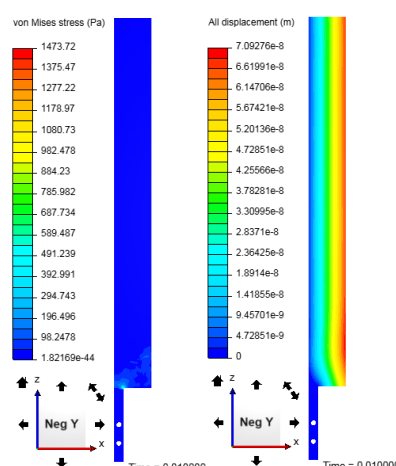 von Mises stress (Pa)
1473.72
1375.47
1277.22
1178.97
1080.73
982.478
884.23
785.982
687.734
589.487
491.239
392.991
294.743
196.496
98.2478
1.82169e-44
z
Neg Y
x
All displacement (m)
7.09276e-8
6.61991e-8
6.14706e-8
5.67421e-8
5.20136e-8
4.72851e-8
4.25566e-8
3.78281e-8
3.30995e-8
2.8371e-8
2.36425e-8
1.8914e-8
1.41855e-8
9.45701e-9
4.72851e-9
0
z
Neg Y
x